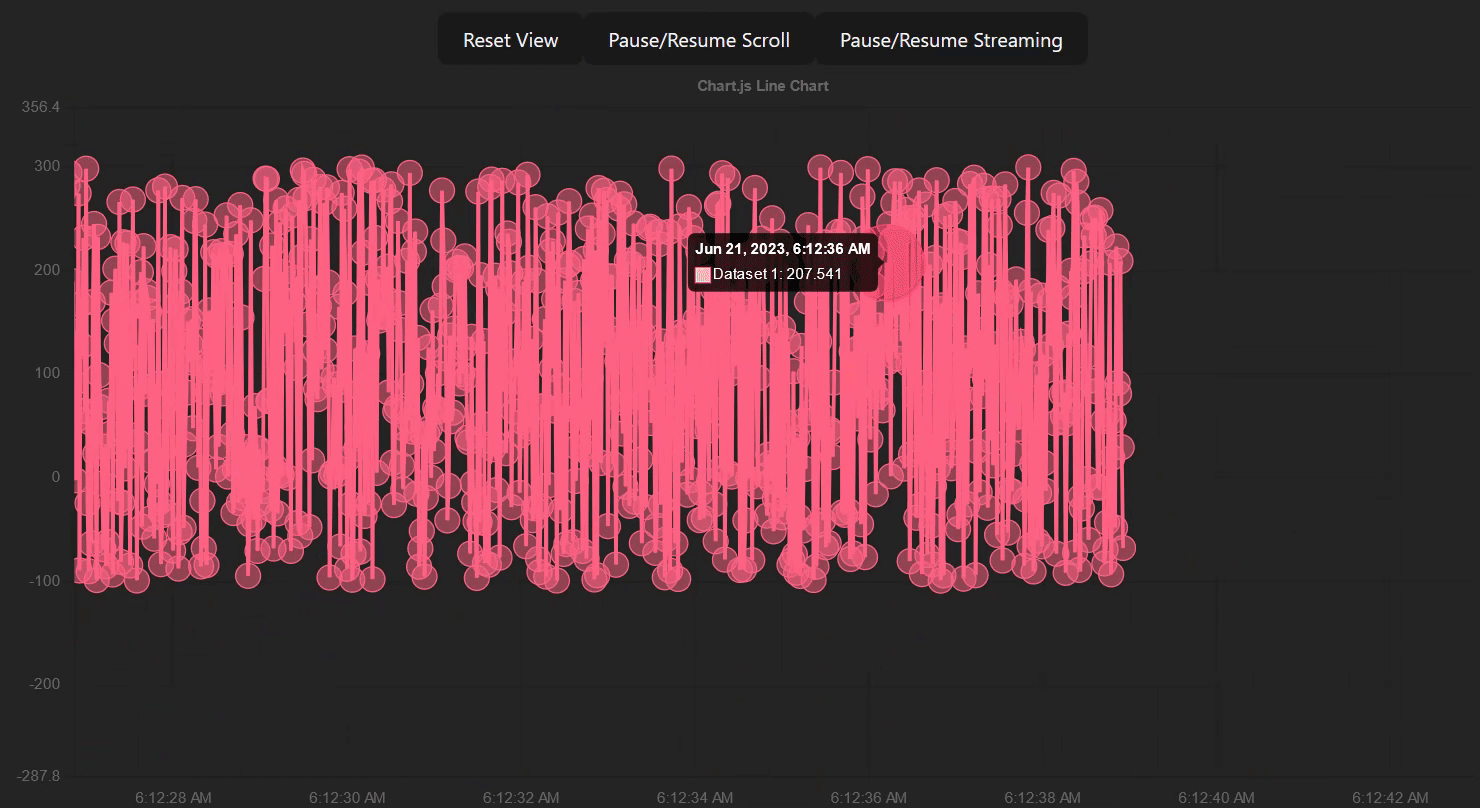 Reset View
Pause/Resume Scroll
Pause/Resume Streaming
Chart.js Line Chart
356.4
300
200
100
0
-100
-200
-287.8
Jun 21, 2023, 6:12:36 AM
Dataset 1: 207.541
6:12:28 AM
6:12:30 AM
6:12:32 AM
6:12:34 AM
6:12:36 AM
6:12:38 AM
6:12:40 AM
6:12:42 AM